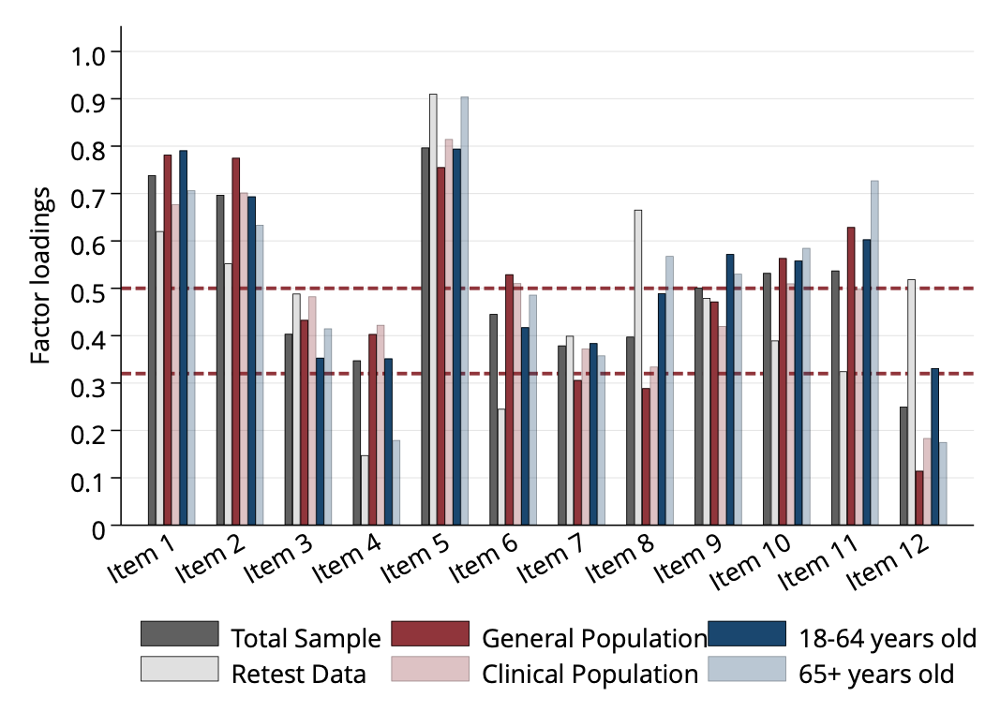 Factor loadings
1.0
0.9
0.8
0.7
0.6
0.5
0.4
0.3
0.2
0.1
0
Item 1 Item 2 Item 3 Item 4 Item 5 Item 6 Item 7 Item 8 Item 9 Item 10 Item 11 Item 12
Total Sample General Population 18-64 years old
Retest Data Clinical Population 65+ years old